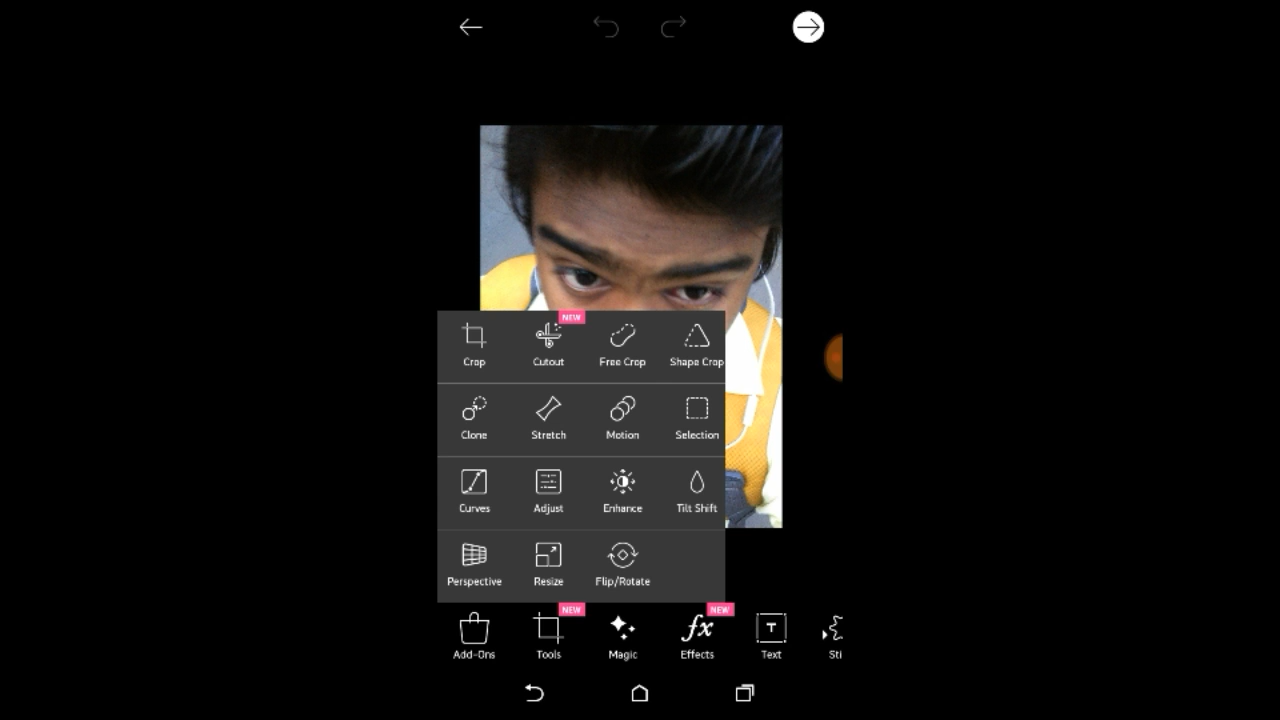 NEW
Crop Cutout Free Crop Shape Crop
Clone Stretch Motion Selection
Curves Adjust Enhance Tilt Shift
Perspective Resize Flip/Rotate
NEW NEW
T
Add-Ons Tools Magic Effects Text Sti